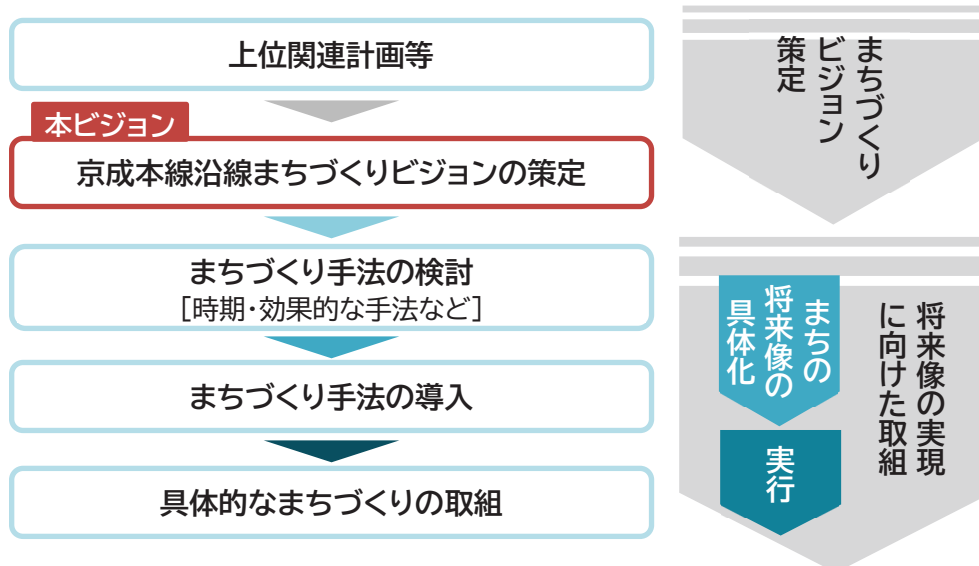 上位関連計画等
本ビジョン
京成本線沿線まちづくりビジョンの策定
まちづくり手法の検討
[時期・効果的な手法など]
まちづくり手法の導入
具体的なまちづくりの取組
まちづくり
ビジョン
策定
将来像の実現
に向けた取組
まちの
将来像の
具体化
実行